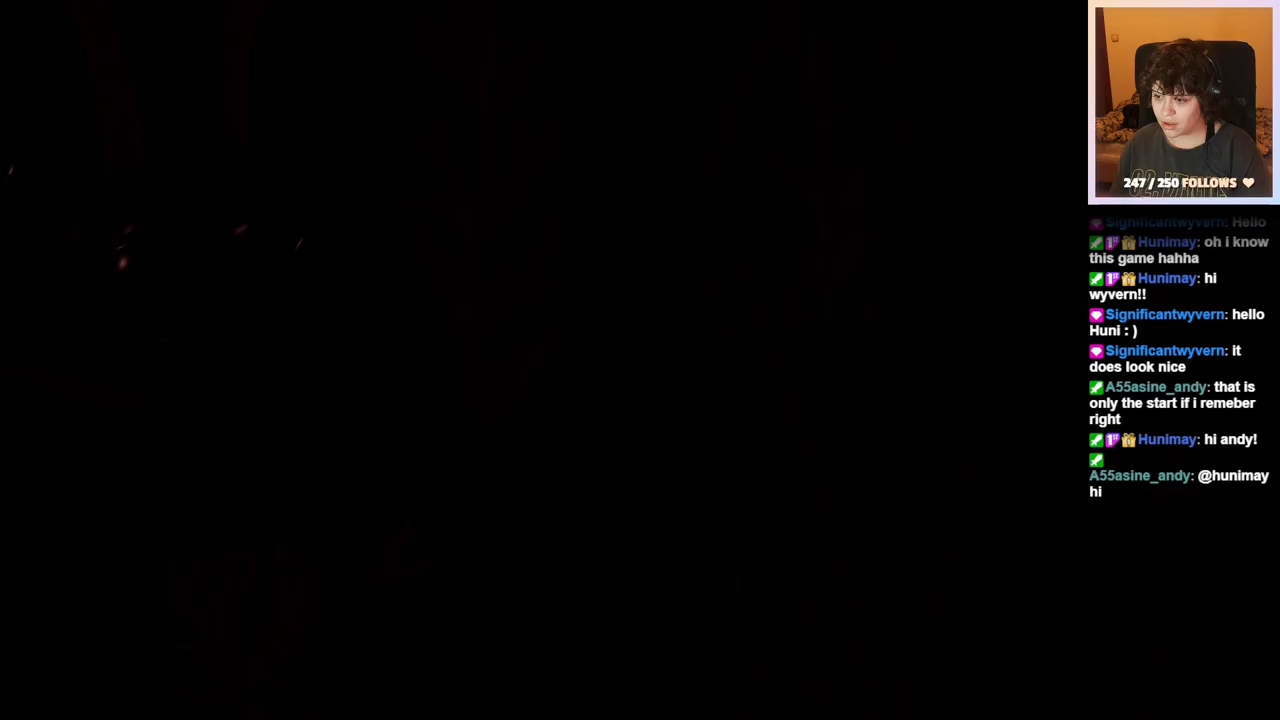 247 / 250 FOLLOWS
Significantwyvern: Hello
Hunimay: oh i know
this game hahha
Hunimay: hi
wyvern!!
Significantwyvern: hello
Huni : )
Significantwyvern: it
does look nice
A55asine_andy: that is
only the start if i remeber
right
Hunimay: hi andy!
A55asine_andy: @hunimay
hi